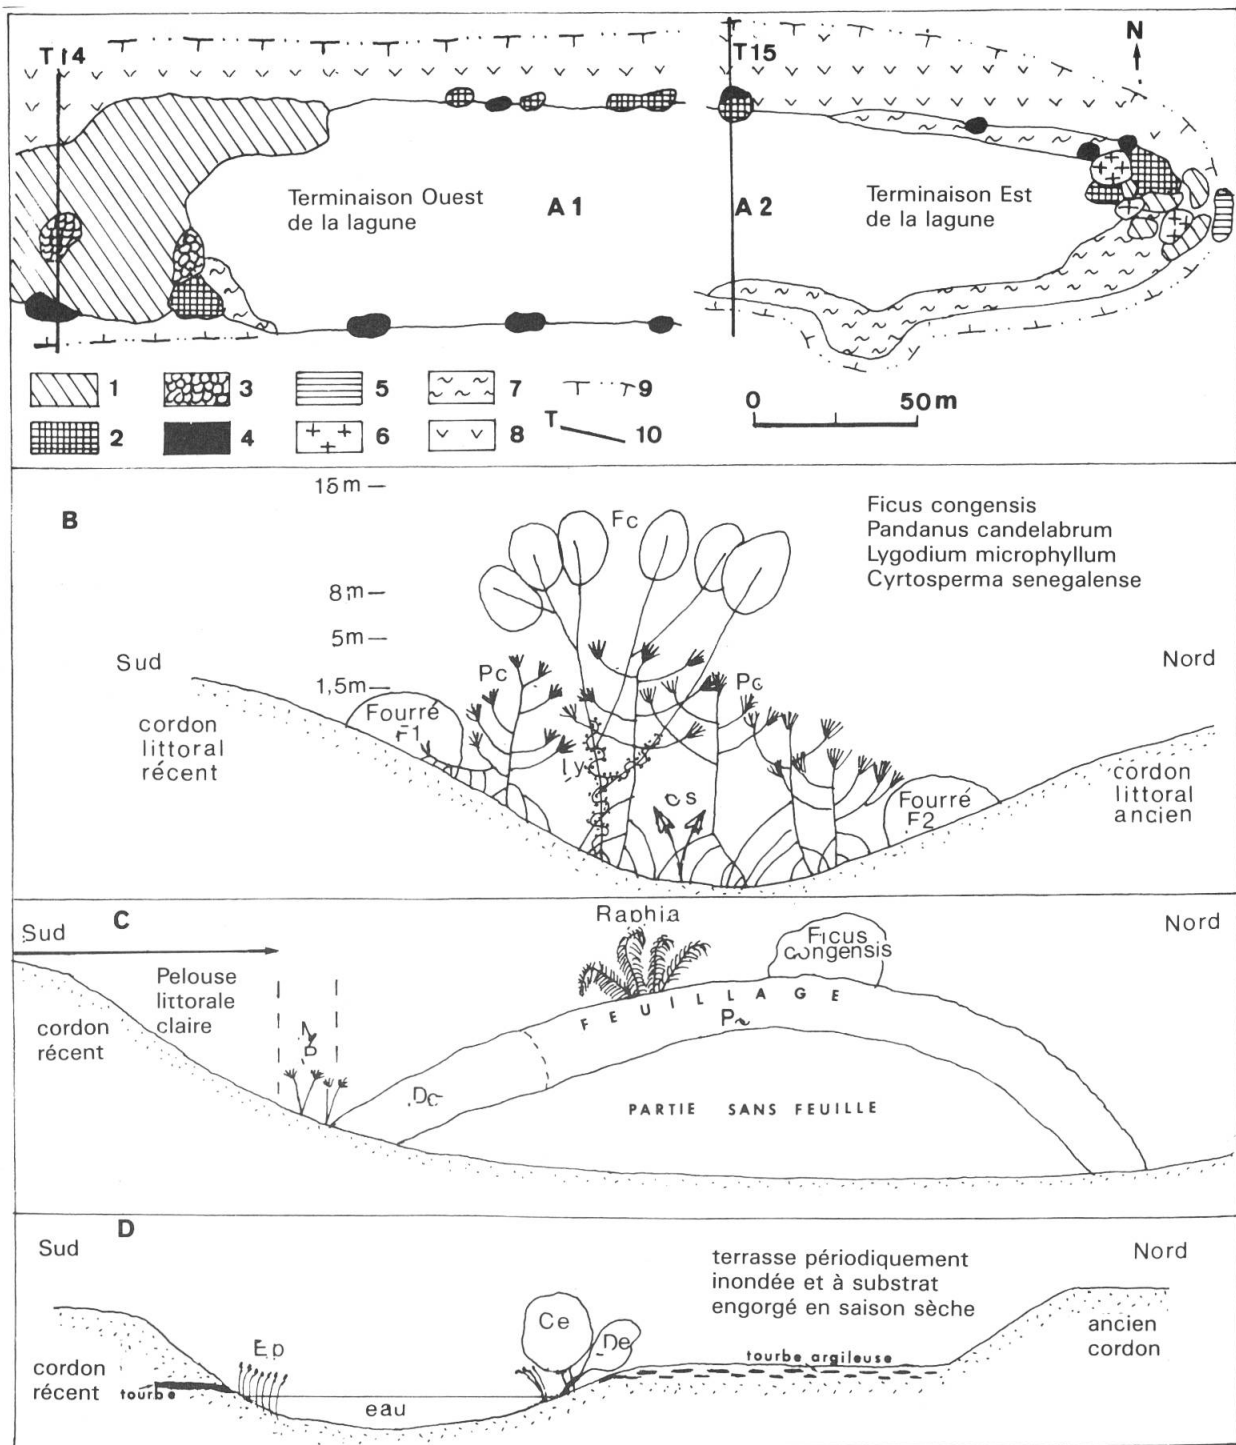 T14
T15
N
Terminaison Ouest
de la lagune
A1
A2
Terminaison Est
de la lagune
1
3
5
7
9
2
4
6
8
T
10
0
50m
B
15m
8m
5m
1,5m
Fc
Ficus congensis
Pandanus candelabrum
Lygodium microphyllum
Cyrtosperma senegalense
Sud
Nord
Pc
Pc
cordon
littoral
récent
Fourré
F1
Ly
cs
Fourré
F2
cordon
littoral
ancien
C
Sud
Nord
Raphia
Ficus
congensis
Pelouse
littorale
claire
cordon
récent
FEUILLAGE
PARTIE SANS FEUILLE
D
Sud
Nord
terrasse périodiquement
inondée et à substrat
engorgé en saison sèche
Ce
De
Ep
ancien
cordon
cordon
récent
tourbe
eau
tourbe argileuse